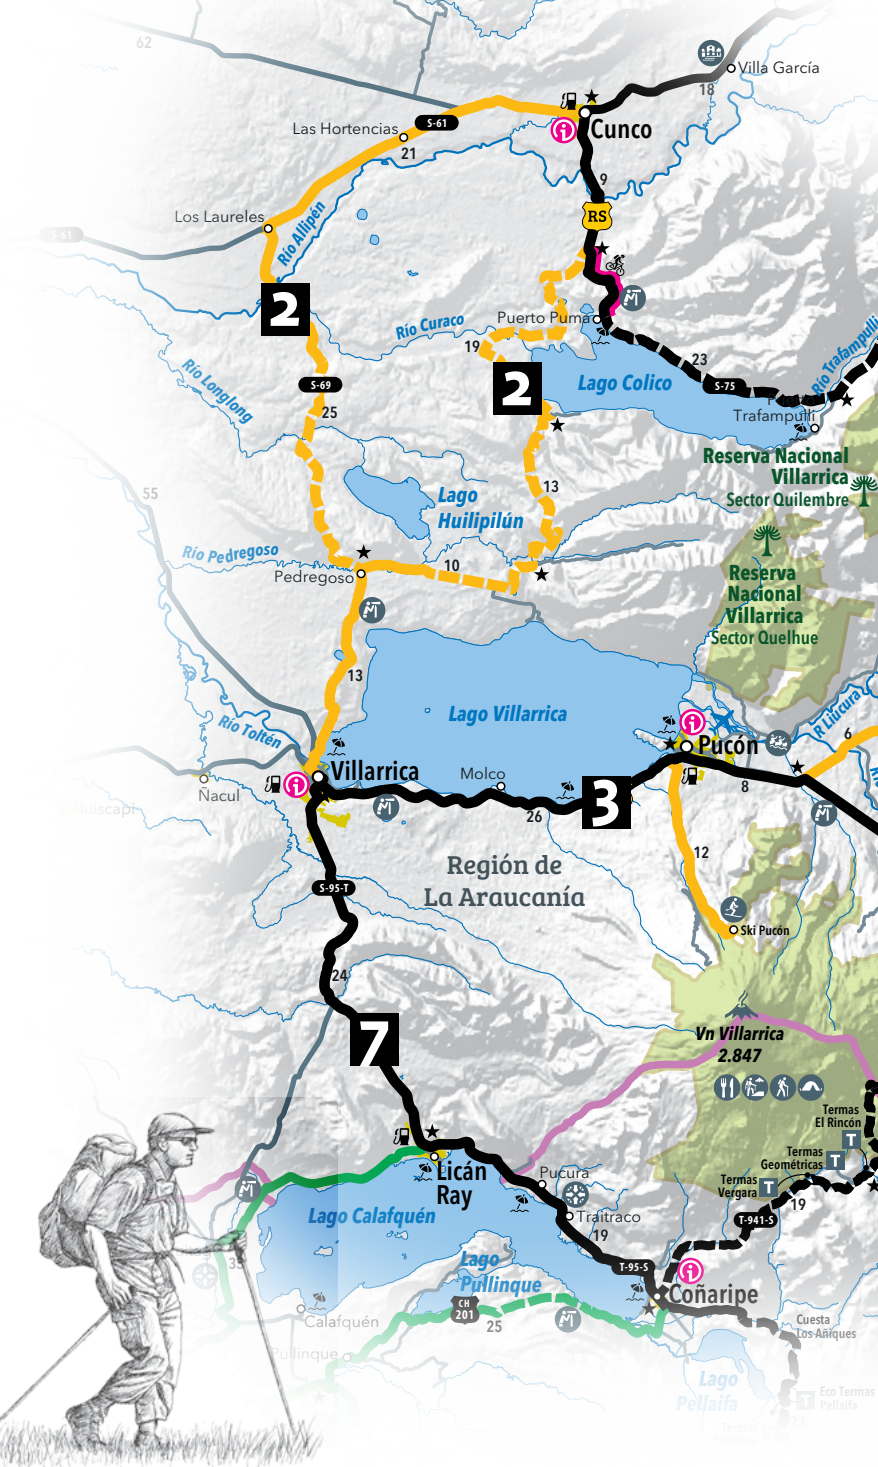 62
Villa García
18
Las Hortencias
S-61
21
Cunco
9
Los Laureles
Río Allipén
RS
S-61
2
Río Curaco
Puerto Puma
19
23
S-75
Río Trafampulli
Río Longlong
S-69
25
2
Lago Colico
Trafampulli
Reserva Nacional
Villarrica
Sector Quilembre
55
Lago
Huilipilún
13
Río Pedregoso
Pedregoso
10
Reserva
Nacional
Villarrica
Sector Quelhue
13
Lago Villarrica
R Liucura
Río Toltén
Pucón
6
Villarrica
Molco
8
Ñacul
Huiscapi
26
3
12
Región de
La Araucanía
S-95-T
Ski Pucón
24
7
Vn Villarrica
2.847
Termas
El Rincón
T
Termas
Geométricas
T
Termas
Vergara
T
Licán
Ray
Pucura
Lago Calafquén
Traitraco
19
T-941-S
19
Lago
Pullinque
T-95-S
Coñaripe
CH
201
25
Calafquén
Pullinque
Cuesta
Los Añiques
Lago
Pellaifa
T
Eco Termas
Pellaifa
23